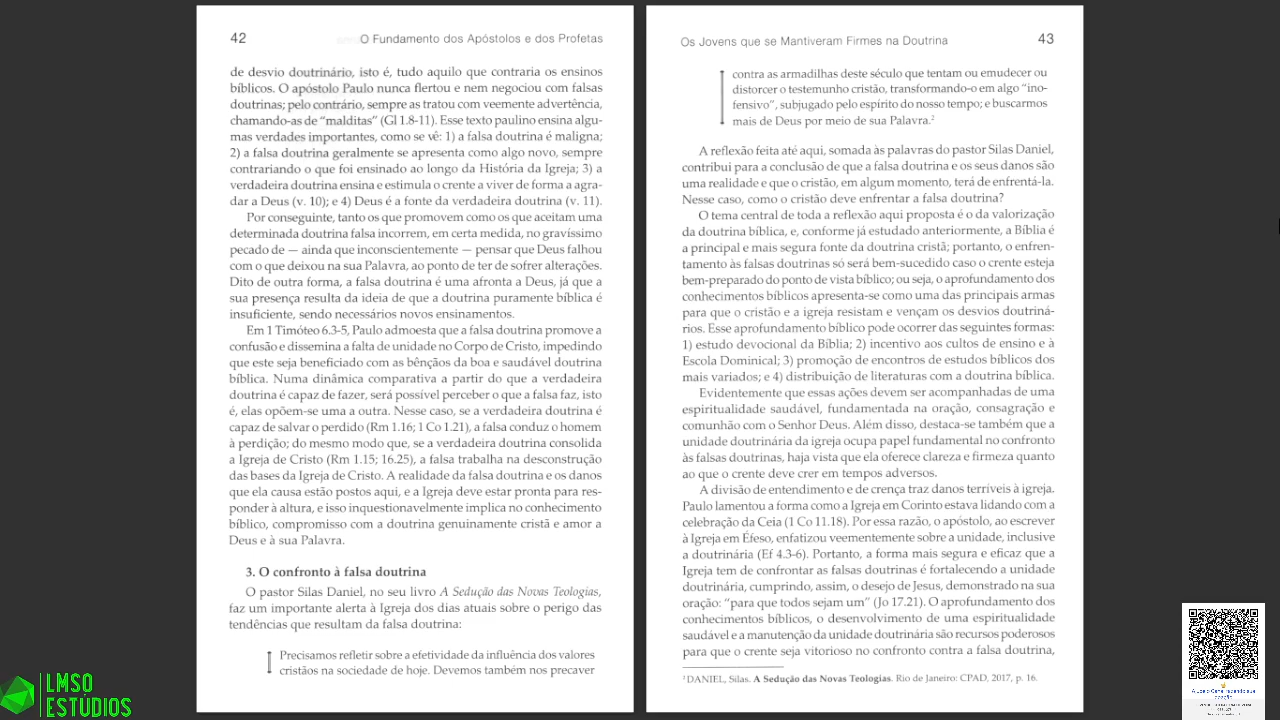 42
O Fundamento dos Apóstolos e dos Profetas
de desvio doutrinário, isto é, tudo aquilo que contraria os ensinos
bíblicos. O apóstolo Paulo nunca flertou e nem negociou com falsas
doutrinas; pelo contrário, sempre as tratou com veemente advertência,
chamando-as de “malditas” (Gl 1.8-11). Esse texto paulino ensina algu-
mas verdades importantes, como se vê: 1) a falsa doutrina é maligna;
2) a falsa doutrina geralmente se apresenta como algo novo, sempre
contrariando o que foi ensinado ao longo da História da Igreja; 3) a
verdadeira doutrina ensina e estimula o crente a viver de forma a agra-
dar a Deus (v. 10); e 4) Deus é a fonte da verdadeira doutrina (v. 11).
Por conseguinte, tanto os que promovem como os que aceitam uma
determinada doutrina falsa incorrem, em certa medida, no gravíssimo
pecado de — ainda que inconscientemente — pensar que Deus falhou
com o que deixou na sua Palavra, ao ponto de ter de sofrer alterações.
Dito de outra forma, a falsa doutrina é uma afronta a Deus, já que a
sua presença resulta da ideia de que a doutrina puramente bíblica é
insuficiente, sendo necessários novos ensinamentos.
Em 1 Timóteo 6.3-5, Paulo admoesta que a falsa doutrina promove a
confusão e dissemina a falta de unidade no Corpo de Cristo, impedindo
que este seja beneficiado com as bênçãos da boa e saudável doutrina
bíblica. Numa dinâmica comparativa a partir do que a verdadeira
doutrina é capaz de fazer, será possível perceber o que a falsa faz, isto
é, elas opõem-se uma a outra. Nesse caso, se a verdadeira doutrina é
capaz de salvar o perdido (Rm 1.16; 1 Co 1.21), a falsa conduz o homem
à perdição; do mesmo modo que, se a verdadeira doutrina consolida
a Igreja de Cristo (Rm 1.15; 16.25), a falsa trabalha na desconstrução
das bases da Igreja de Cristo. A realidade da falsa doutrina e os danos
que ela causa estão postos aqui, e a Igreja deve estar pronta para res-
ponder à altura, e isso inquestionavelmente implica no conhecimento
bíblico, compromisso com a doutrina genuinamente cristã e amor a
Deus e à sua Palavra.
3. O confronto à falsa doutrina
O pastor Silas Daniel, no seu livro A Sedução das Novas Teologias,
faz um importante alerta à Igreja dos dias atuais sobre o perigo das
tendências que resultam da falsa doutrina:
Precisamos refletir sobre a efetividade da influência dos valores
cristãos na sociedade de hoje. Devemos também nos precaver
Os Jovens que se Mantiveram Firmes na Doutrina
43
contra as armadilhas deste século que tentam ou emudecer ou
distorcer o testemunho cristão, transformando-o em algo “ino-
fensivo”, subjugado pelo espírito do nosso tempo; e buscarmos
mais de Deus por meio de sua Palavra.²
A reflexão feita até aqui, somada às palavras do pastor Silas Daniel,
contribui para a conclusão de que a falsa doutrina e os seus danos são
uma realidade e que o cristão, em algum momento, terá de enfrentá-la.
Nesse caso, como o cristão deve enfrentar a falsa doutrina?
O tema central de toda a reflexão aqui proposta é o da valorização
da doutrina bíblica, e, conforme já estudado anteriormente, a Bíblia é
a principal e mais segura fonte da doutrina cristã; portanto, o enfren-
tamento às falsas doutrinas só será bem-sucedido caso o crente esteja
bem-preparado do ponto de vista bíblico; ou seja, o aprofundamento dos
conhecimentos bíblicos apresenta-se como uma das principais armas
para que o cristão e a igreja resistam e vençam os desvios doutriná-
rios. Esse aprofundamento bíblico pode ocorrer das seguintes formas:
1) estudo devocional da Bíblia; 2) incentivo aos cultos de ensino e à
Escola Dominical; 3) promoção de encontros de estudos bíblicos dos
mais variados; e 4) distribuição de literaturas com a doutrina bíblica.
Evidentemente que essas ações devem ser acompanhadas de uma
espiritualidade saudável, fundamentada na oração, consagração e
comunhão com o Senhor Deus. Além disso, destaca-se também que a
unidade doutrinária da igreja ocupa papel fundamental no confronto
às falsas doutrinas, haja vista que ela oferece clareza e firmeza quanto
ao que o crente deve crer em tempos adversos.
A divisão de entendimento e de crença traz danos terríveis à igreja.
Paulo lamentou a forma como a Igreja em Corinto estava lidando com a
celebração da Ceia (1 Co 11.18). Por essa razão, o apóstolo, ao escrever
à Igreja em Éfeso, enfatizou veementemente sobre a unidade, inclusive
a doutrinária (Ef 4.3-6). Portanto, a forma mais segura e eficaz que a
Igreja tem de confrontar as falsas doutrinas é fortalecendo a unidade
doutrinária, cumprindo, assim, o desejo de Jesus, demonstrado na sua
oração: “para que todos sejam um” (Jo 17.21). O aprofundamento dos
conhecimentos bíblicos, o desenvolvimento de uma espiritualidade
saudável e a manutenção da unidade doutrinária são recursos poderosos
para que o crente seja vitorioso no confronto contra a falsa doutrina,
² DANIEL, Silas. A Sedução das Novas Teologias. Rio de Janeiro: CPAD, 2017, p. 16.
LMSO
ESTÚDIOS